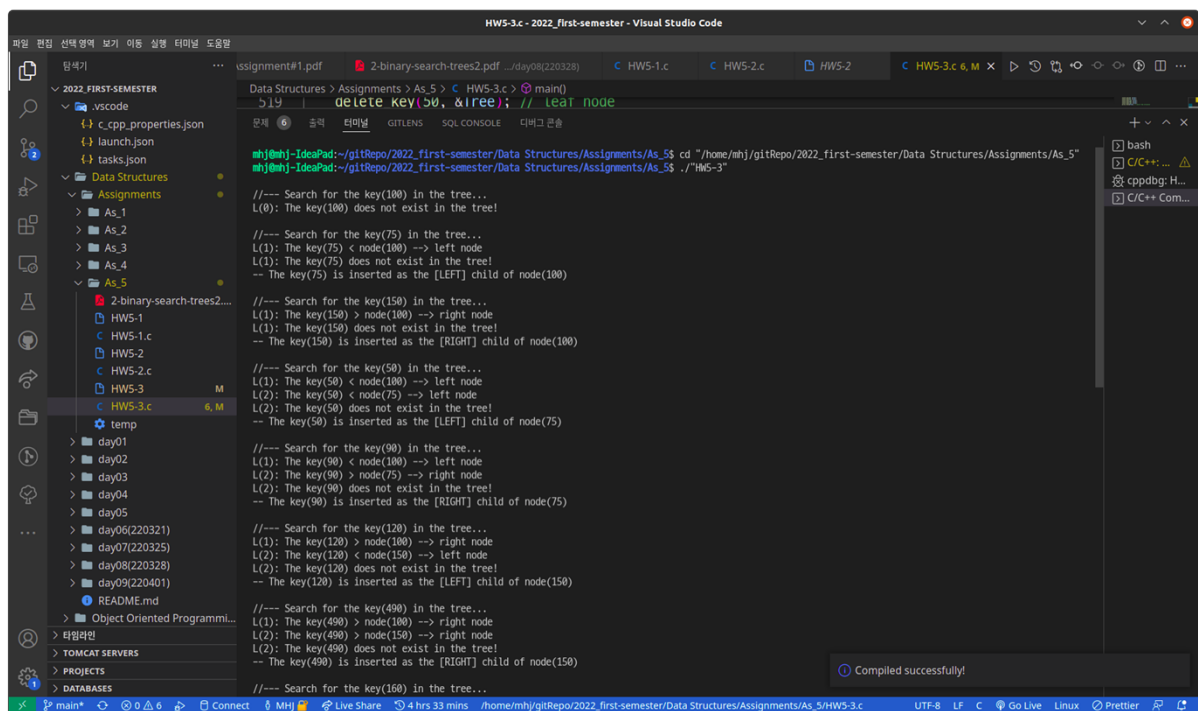 HW5-3.c - 2022_first-semester - Visual Studio Code
파일 편집 선택 영역 보기 이동 실행 터미널 도움말
탐색기
ssignment#1.pdf 2-binary-search-trees2.pdf .../day08(220328) HW5-1.c HW5-2.c HW5-2 HW5-3.c 6, M
2022_FIRST-SEMESTER
.vscode
c_cpp_properties.json
launch.json
tasks.json
Data Structures
Assignments
As_1
As_2
As_3
As_4
As_5
2-binary-search-trees2....
HW5-1
HW5-1.c
HW5-2
HW5-2.c
HW5-3 M
HW5-3.c 6, M
temp
day01
day02
day03
day04
day05
day06(220321)
day07(220325)
day08(220328)
day09(220401)
README.md
Object Oriented Programmi...
타임라인
TOMCAT SERVERS
PROJECTS
DATABASES
Data Structures > Assignments > As_5 > HW5-3.c > main()
519 delete_key(50, &Tree); // leaf node
문제 6 출력 터미널 GITLENS SQL CONSOLE 디버그 콘솔
mhj@mhj-IdeaPad:~/gitRepo/2022_first-semester/Data Structures/Assignments/As_5$ cd "/home/mhj/gitRepo/2022_first-semester/Data Structures/Assignments/As_5"
mhj@mhj-IdeaPad:~/gitRepo/2022_first-semester/Data Structures/Assignments/As_5$ ./"HW5-3"
//--- Search for the key(100) in the tree...
L(0): The key(100) does not exist in the tree!
//--- Search for the key(75) in the tree...
L(1): The key(75) < node(100) --> left node
L(1): The key(75) does not exist in the tree!
-- The key(75) is inserted as the [LEFT] child of node(100)
//--- Search for the key(150) in the tree...
L(1): The key(150) > node(100) --> right node
L(1): The key(150) does not exist in the tree!
-- The key(150) is inserted as the [RIGHT] child of node(100)
//--- Search for the key(50) in the tree...
L(1): The key(50) < node(100) --> left node
L(2): The key(50) < node(75) --> left node
L(2): The key(50) does not exist in the tree!
-- The key(50) is inserted as the [LEFT] child of node(75)
//--- Search for the key(90) in the tree...
L(1): The key(90) < node(100) --> left node
L(2): The key(90) > node(75) --> right node
L(2): The key(90) does not exist in the tree!
-- The key(90) is inserted as the [RIGHT] child of node(75)
//--- Search for the key(120) in the tree...
L(1): The key(120) > node(100) --> right node
L(2): The key(120) < node(150) --> left node
L(2): The key(120) does not exist in the tree!
-- The key(120) is inserted as the [LEFT] child of node(150)
//--- Search for the key(490) in the tree...
L(1): The key(490) > node(100) --> right node
L(2): The key(490) > node(150) --> right node
L(2): The key(490) does not exist in the tree!
-- The key(490) is inserted as the [RIGHT] child of node(150)
//--- Search for the key(160) in the tree...
bash
C/C++: ...
cppdbg: H...
C/C++ Com...
Compiled successfully!
2
1
main* 0 6 Connect MHJ Live Share 4 hrs 33 mins /home/mhj/gitRepo/2022_first-semester/Data Structures/Assignments/As_5/HW5-3.c UTF-8 LF C Go Live Linux Prettier